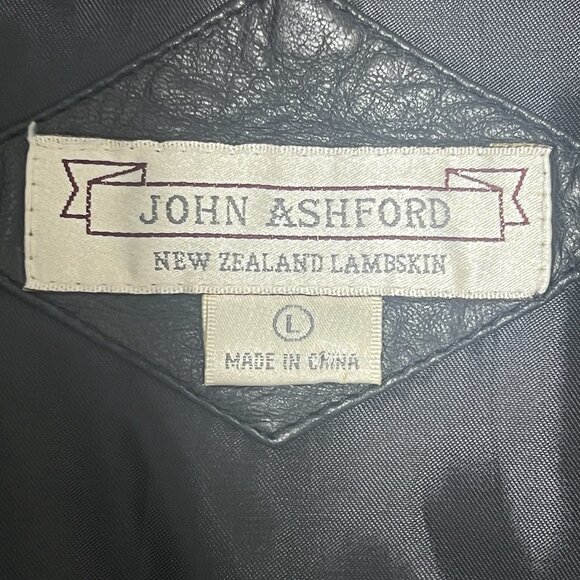 JOHN ASHFORD
NEW ZEALAND LAMBSKIN
L
MADE IN CHINA